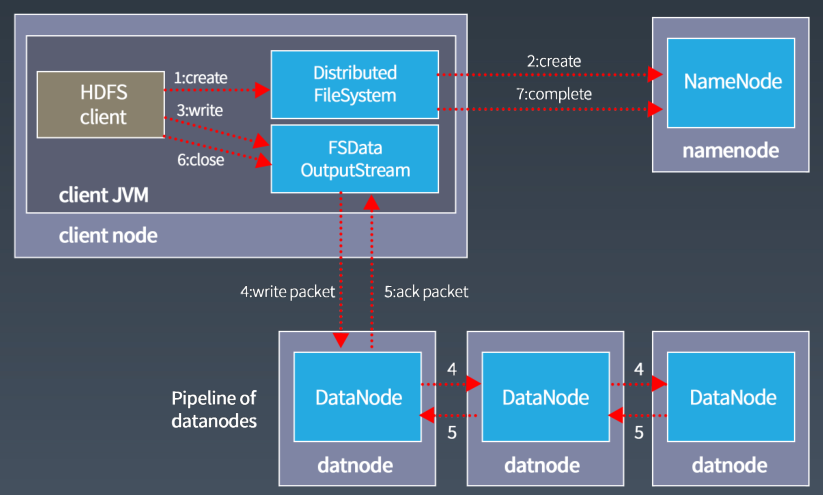 HDFS
client
1:create
3:write
6:close
Distributed
FileSystem
FSData
OutputStream
client JVM
client node
2:create
7:complete
NameNode
namenode
4:write packet
5:ack packet
Pipeline of
datanodes
DataNode
datnode
4
5
DataNode
datnode
4
5
DataNode
datnode